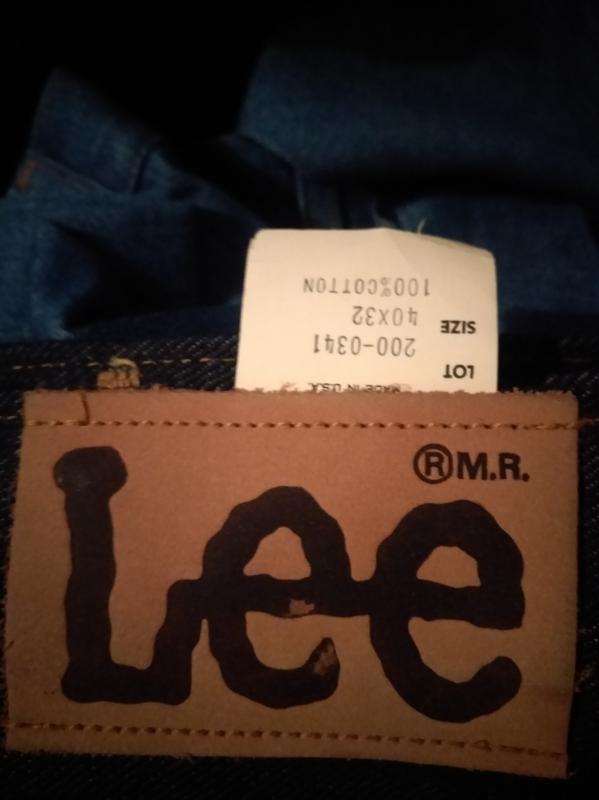 MADE IN U.S.A.
LOT 200-0341
SIZE 40X32
100%COTTON
®M.R.
Lee